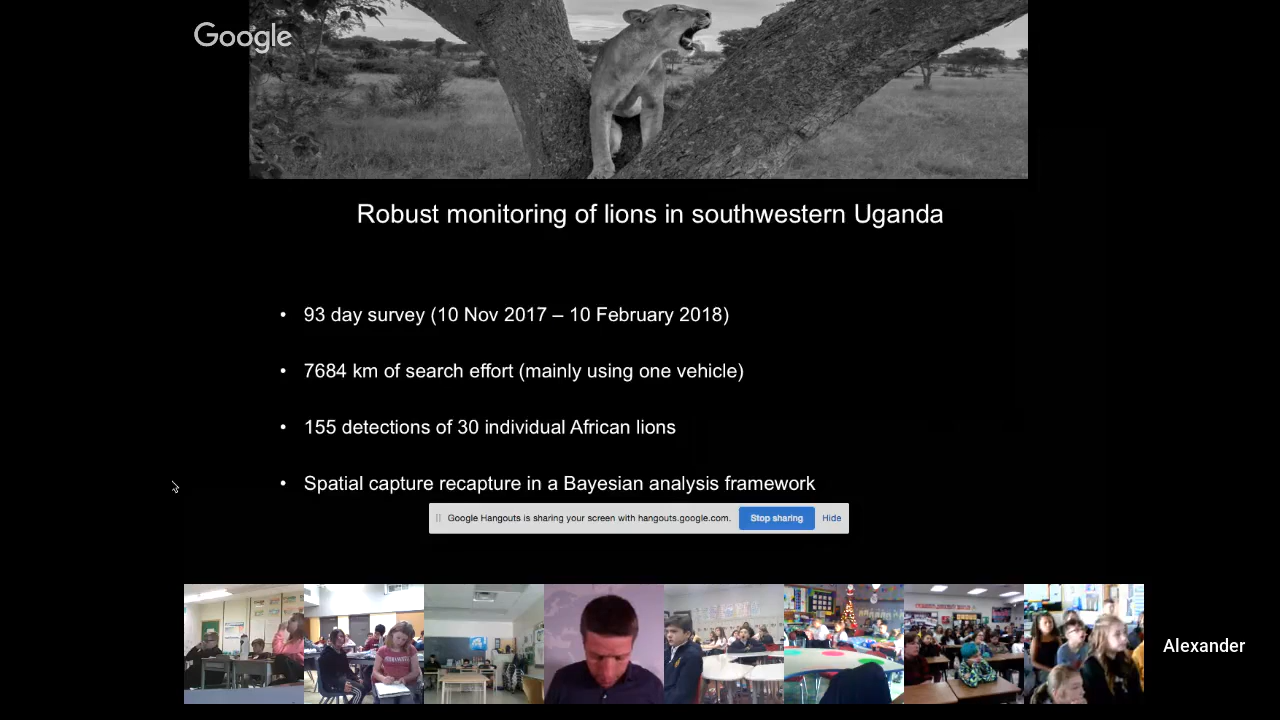 Google
Robust monitoring of lions in southwestern Uganda
• 93 day survey (10 Nov 2017 – 10 February 2018)
• 7684 km of search effort (mainly using one vehicle)
• 155 detections of 30 individual African lions
• Spatial capture recapture in a Bayesian analysis framework
Google Hangouts is sharing your screen with hangouts.google.com. Stop sharing Hide
Alexander